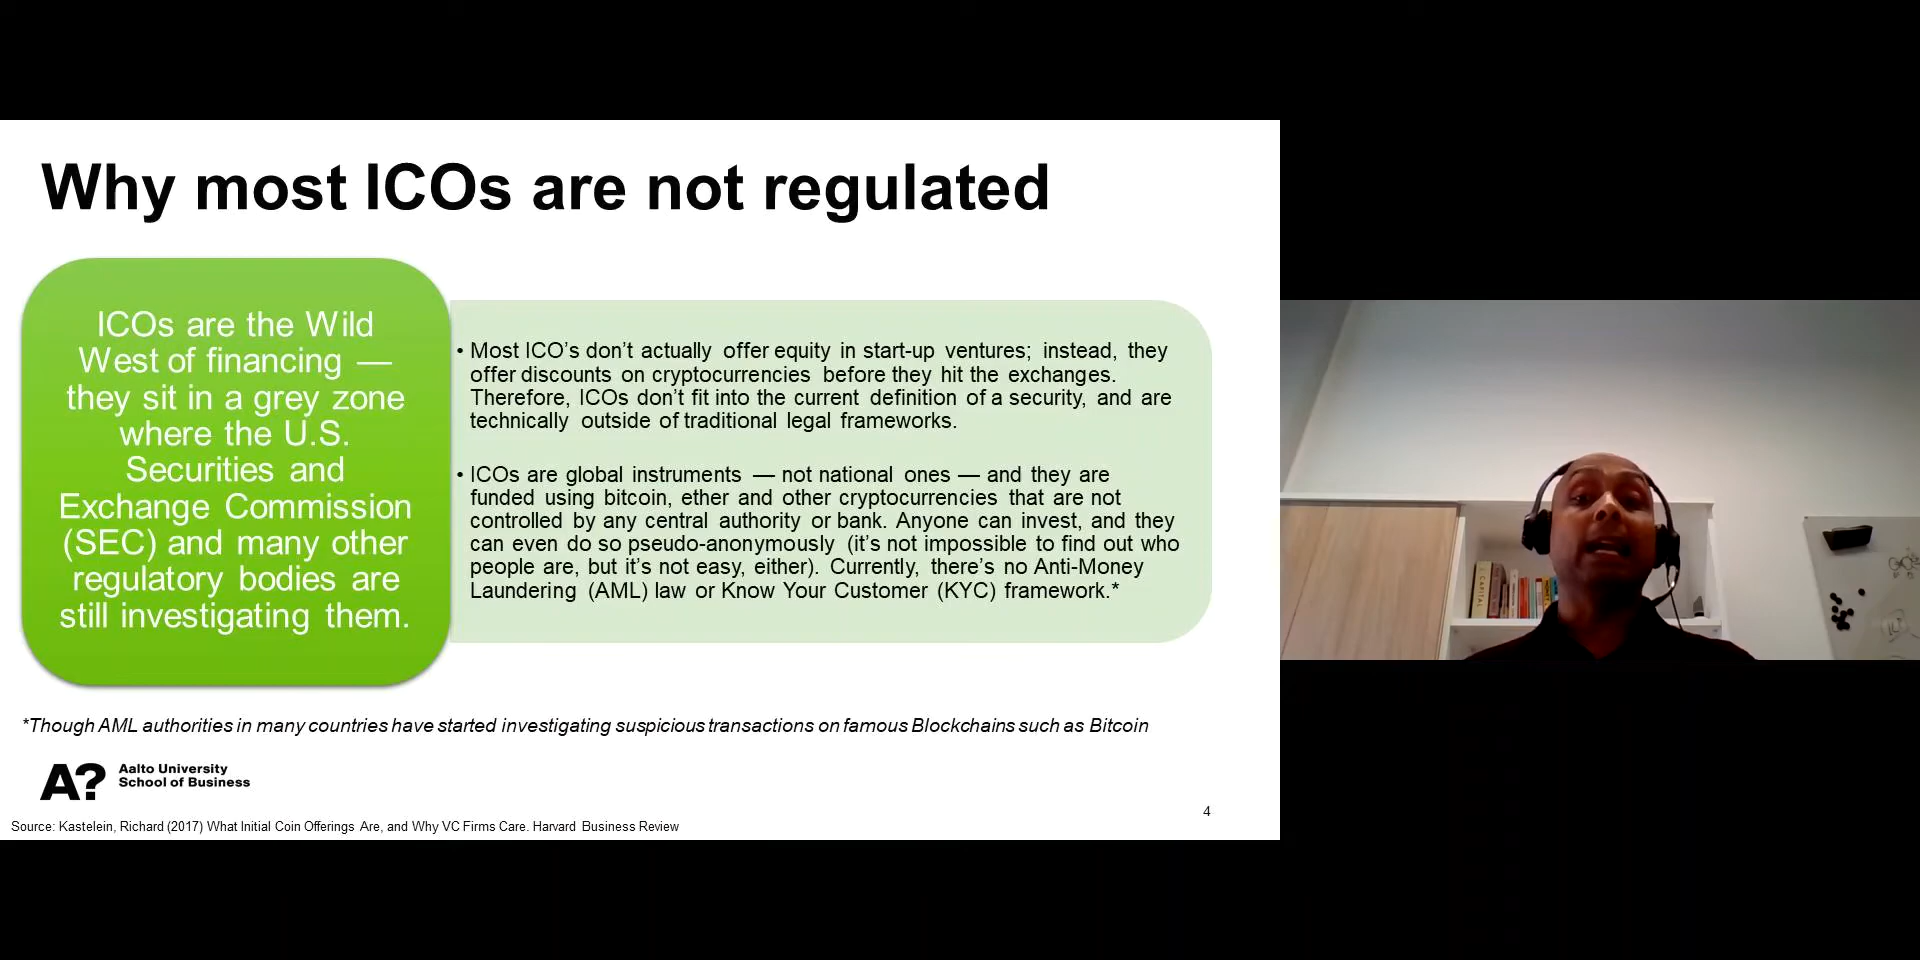 Why most ICOs are not regulated
ICOs are the Wild
West of financing —
they sit in a grey zone
where the U.S.
Securities and
Exchange Commission
(SEC) and many other
regulatory bodies are
still investigating them.
• Most ICO’s don’t actually offer equity in start-up ventures; instead, they
offer discounts on cryptocurrencies before they hit the exchanges.
Therefore, ICOs don’t fit into the current definition of a security, and are
technically outside of traditional legal frameworks.
• ICOs are global instruments — not national ones — and they are
funded using bitcoin, ether and other cryptocurrencies that are not
controlled by any central authority or bank. Anyone can invest, and they
can even do so pseudo-anonymously (it’s not impossible to find out who
people are, but it’s not easy, either). Currently, there’s no Anti-Money
Laundering (AML) law or Know Your Customer (KYC) framework.*
*Though AML authorities in many countries have started investigating suspicious transactions on famous Blockchains such as Bitcoin
A?
Aalto University
School of Business
4
Source: Kastelein, Richard (2017) What Initial Coin Offerings Are, and Why VC Firms Care. Harvard Business Review
CAPITAL